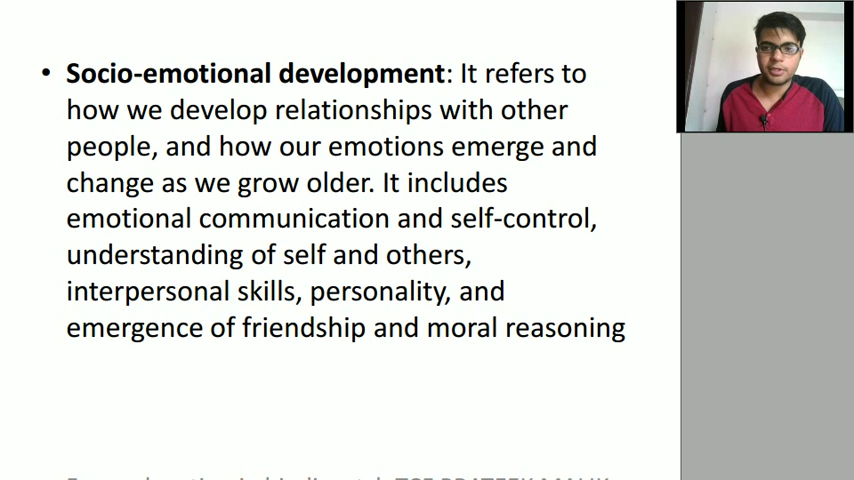 • Socio-emotional development: It refers to
how we develop relationships with other
people, and how our emotions emerge and
change as we grow older. It includes
emotional communication and self-control,
understanding of self and others,
interpersonal skills, personality, and
emergence of friendship and moral reasoning